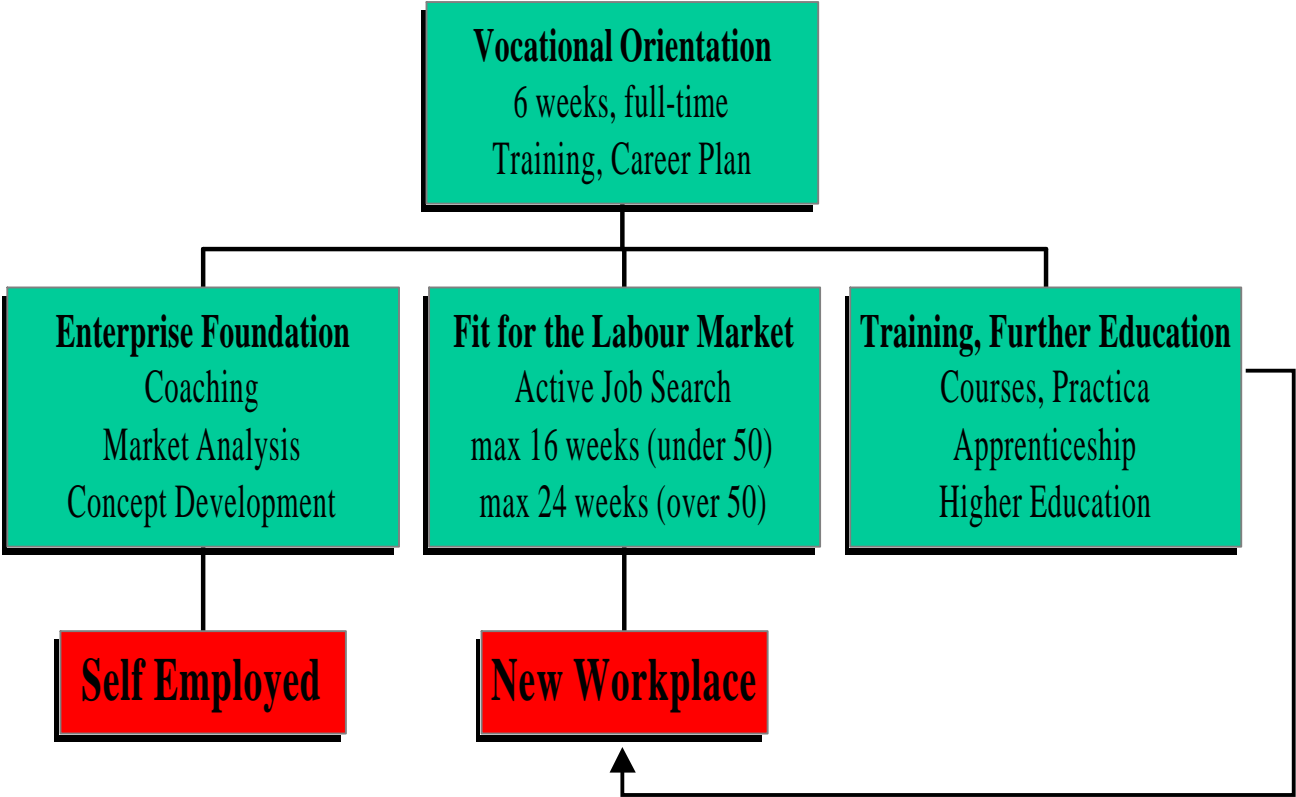 Vocational Orientation
6 weeks, full-time
Training, Career Plan
Enterprise Foundation
Coaching
Market Analysis
Concept Development
Fit for the Labour Market
Active Job Search
max 16 weeks (under 50)
max 24 weeks (over 50)
Training, Further Education
Courses, Practica
Apprenticeship
Higher Education
Self Employed
New Workplace